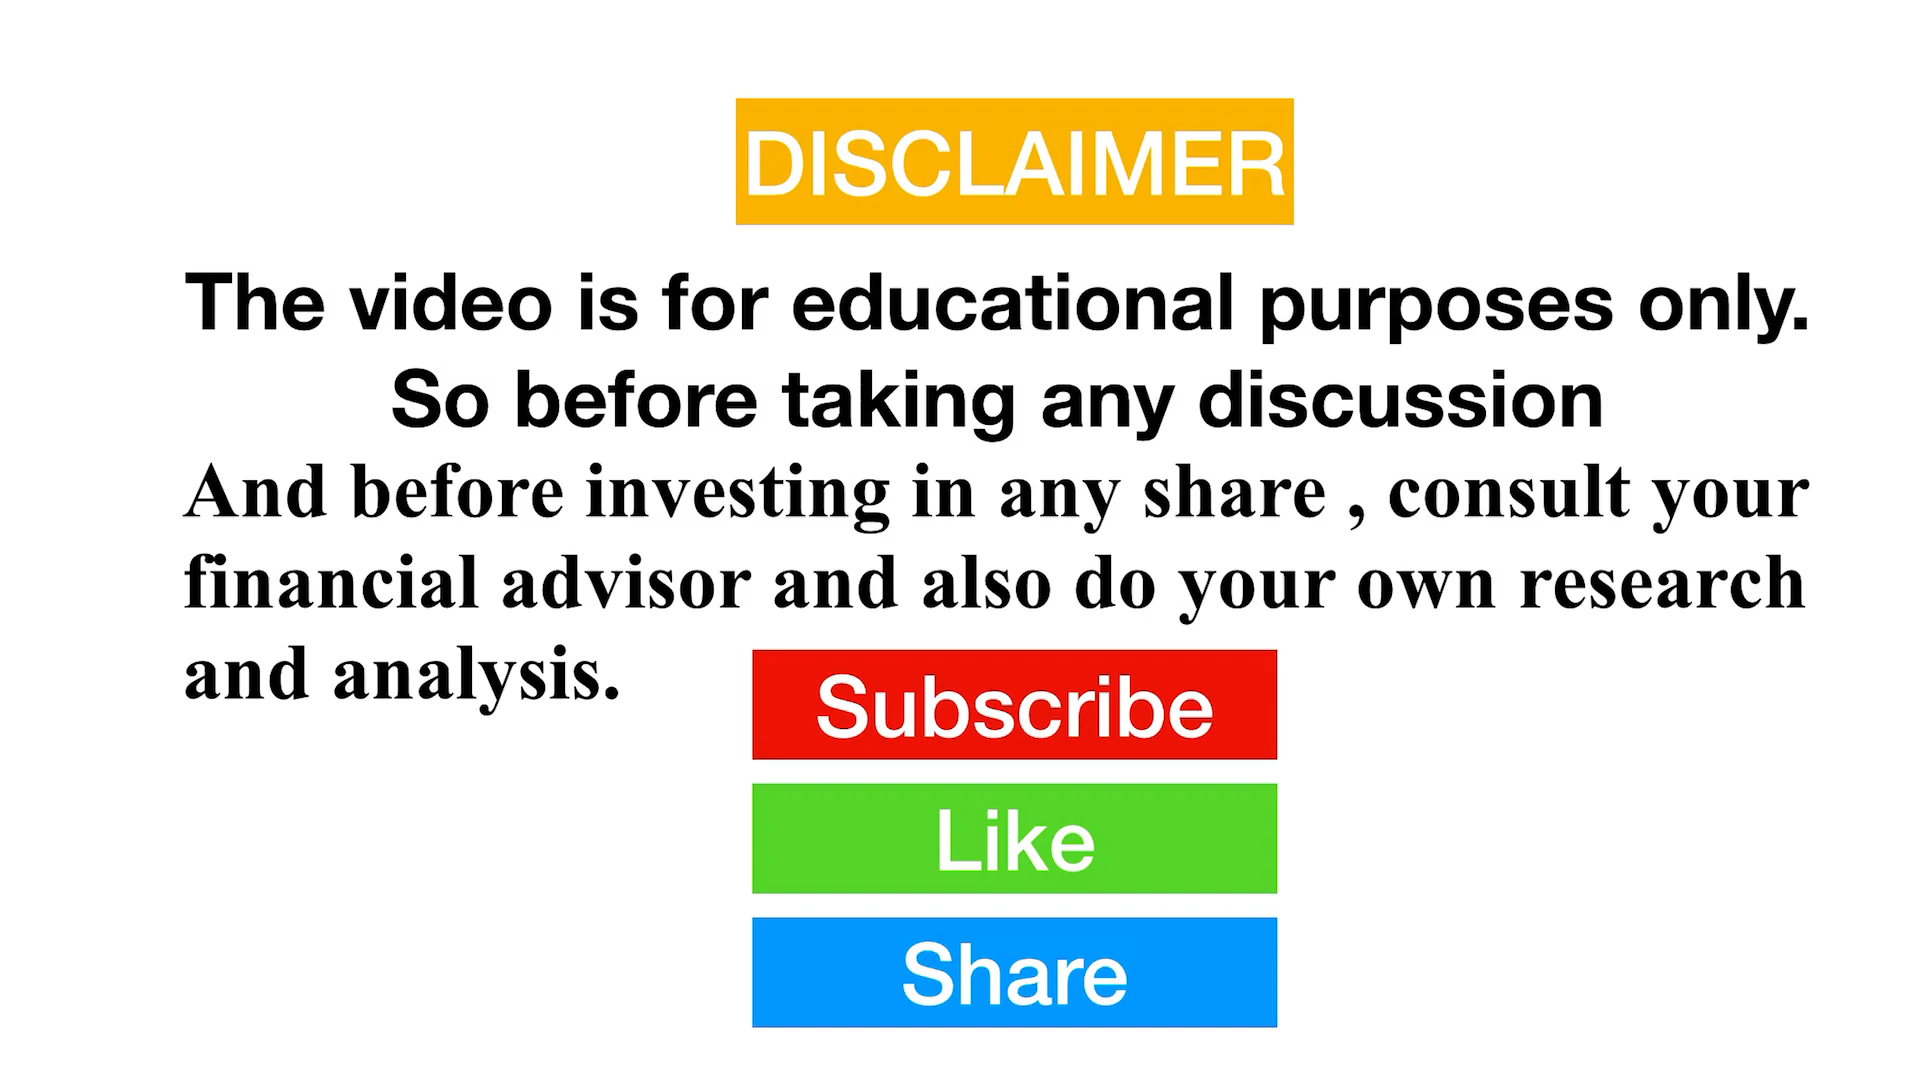 DISCLAIMER
The video is for educational purposes only.
So before taking any discussion
And before investing in any share , consult your
financial advisor and also do your own research
and analysis.
Subscribe
Like
Share